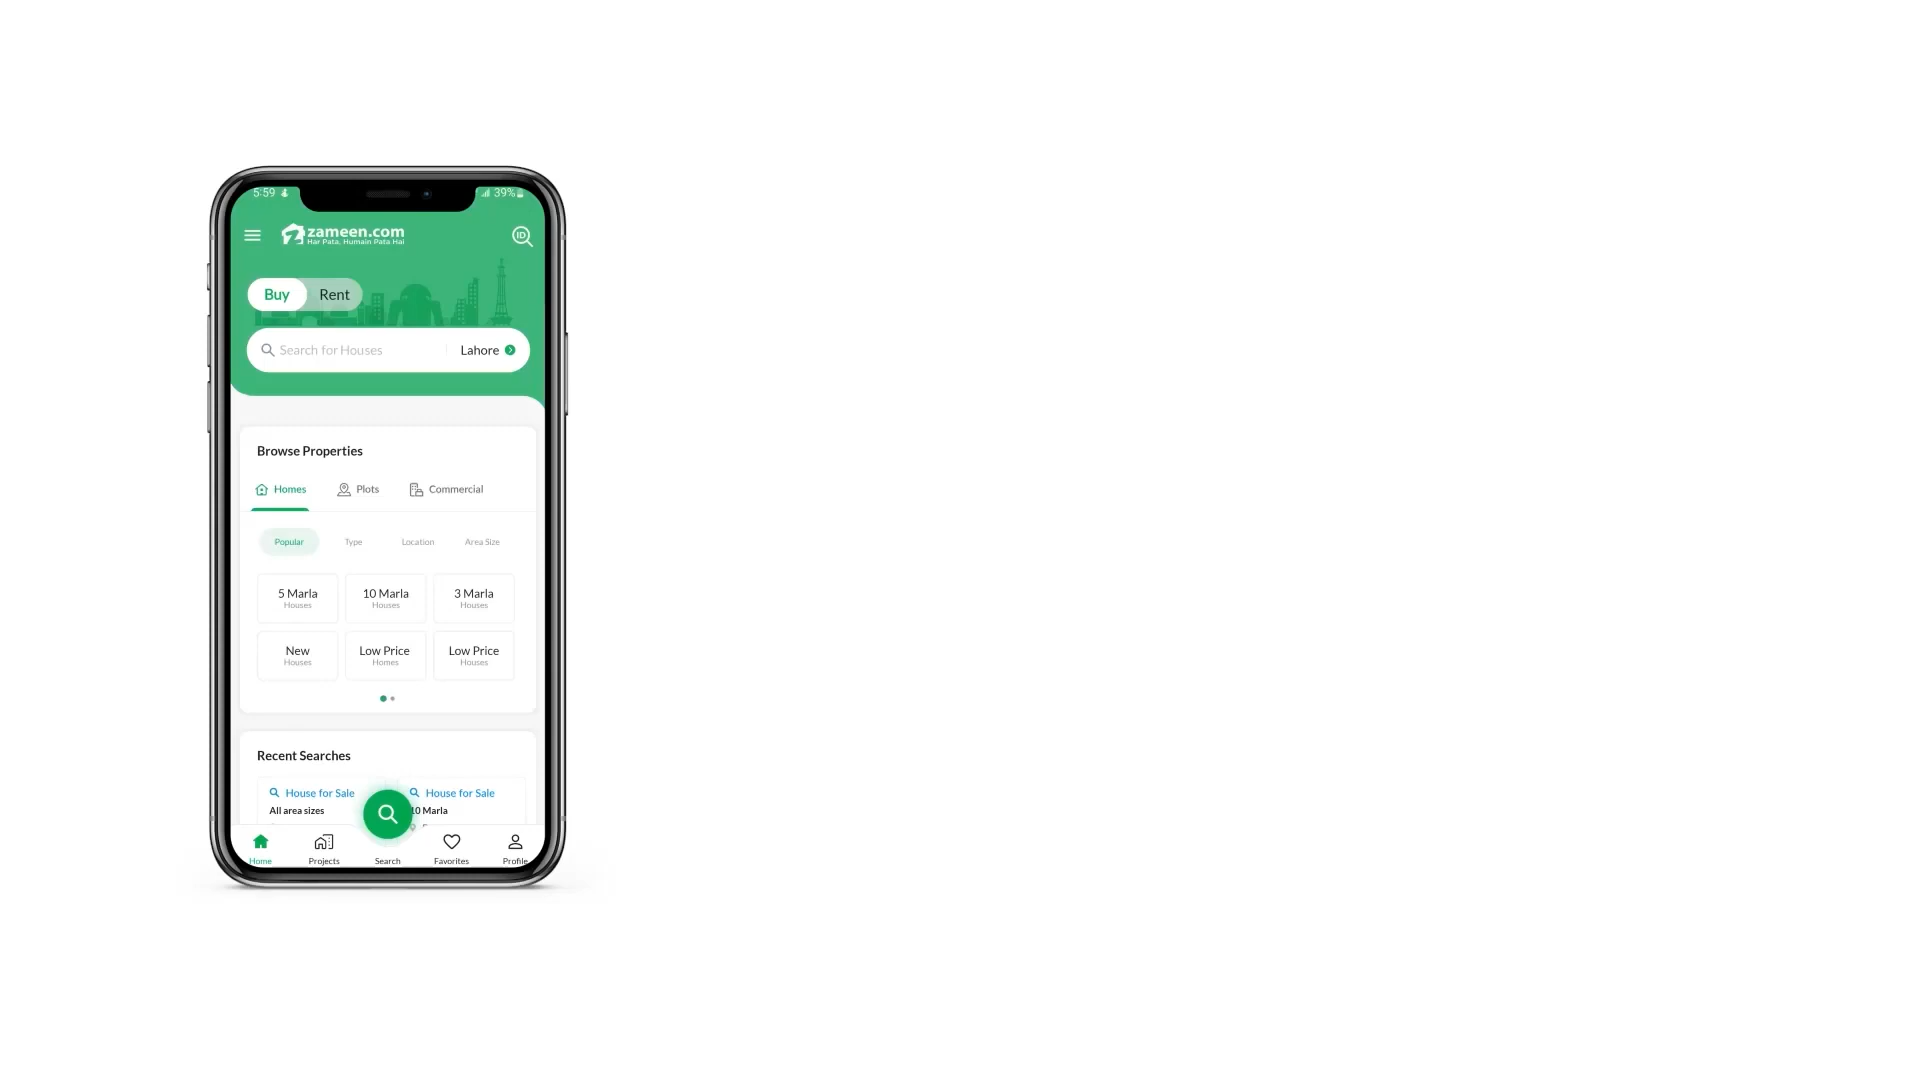 5:59
39%
zameen.com
Har Pata, Humain Pata Hai
ID
Buy Rent
Search for Houses Lahore
Browse Properties
Homes Plots Commercial
Popular Type Location Area Size
5 Marla 10 Marla 3 Marla
Houses Houses Houses
New Low Price Low Price
Houses Homes Houses
Recent Searches
House for Sale House for Sale
All area sizes 10 Marla
Home Projects Search Favorites Profile